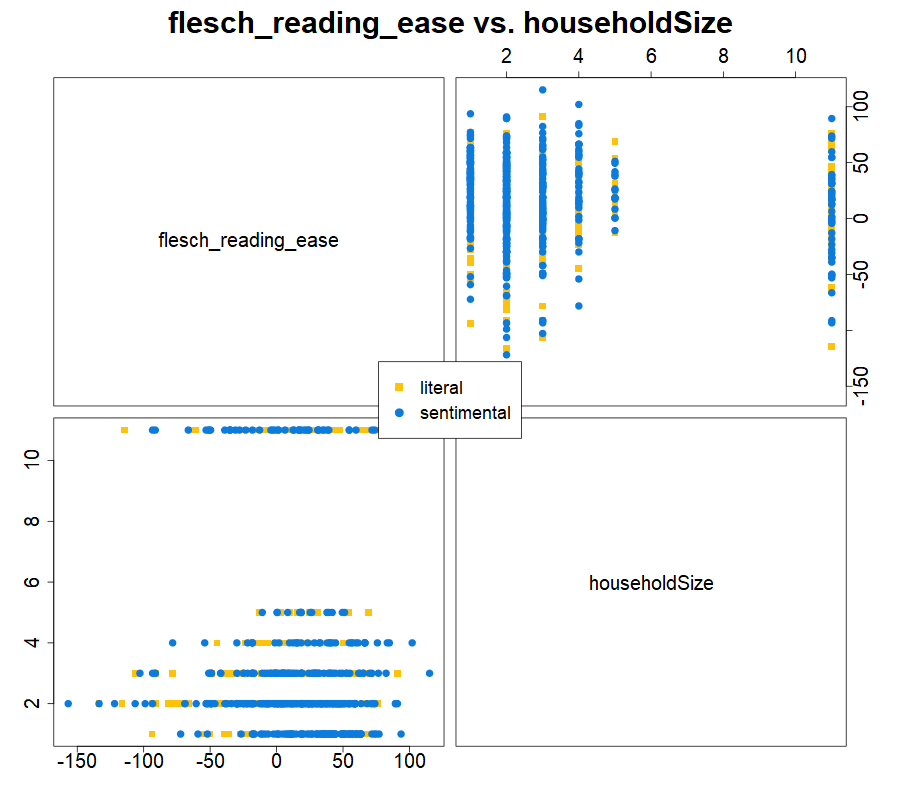 flesch_reading_ease vs. householdSize
2 4 6 8 10
flesch_reading_ease
100
50
0
-50
-150
literal
sentimental
10
8
6
4
2
householdSize
-150 -50 0 50 100